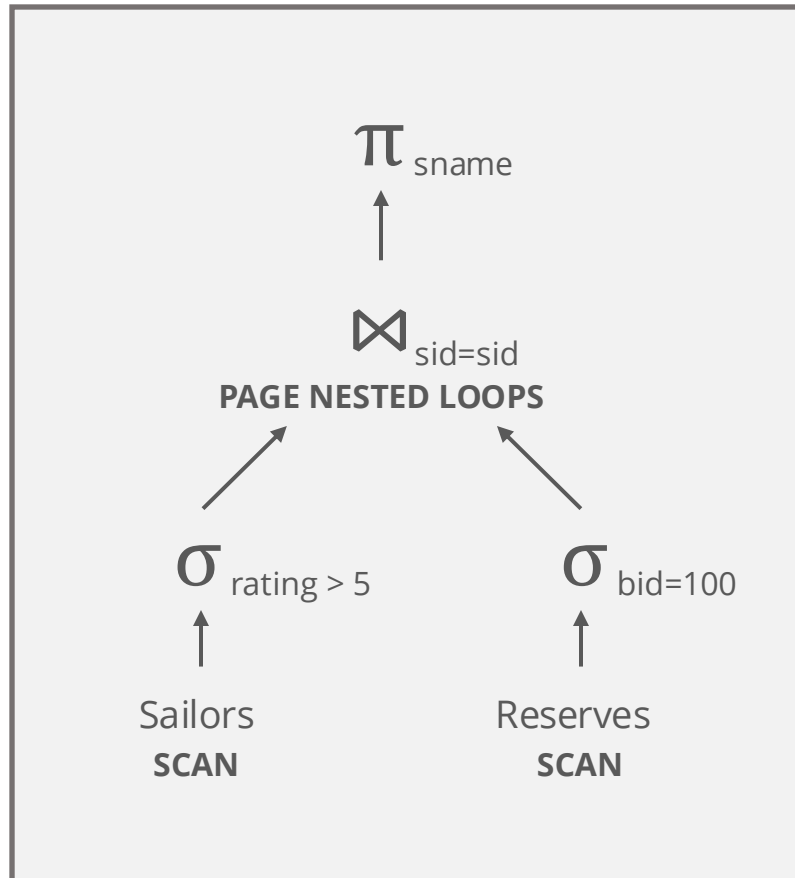 π sname
⋈ sid=sid
PAGE NESTED LOOPS
σ rating > 5
σ bid=100
Sailors
Reserves
SCAN
SCAN